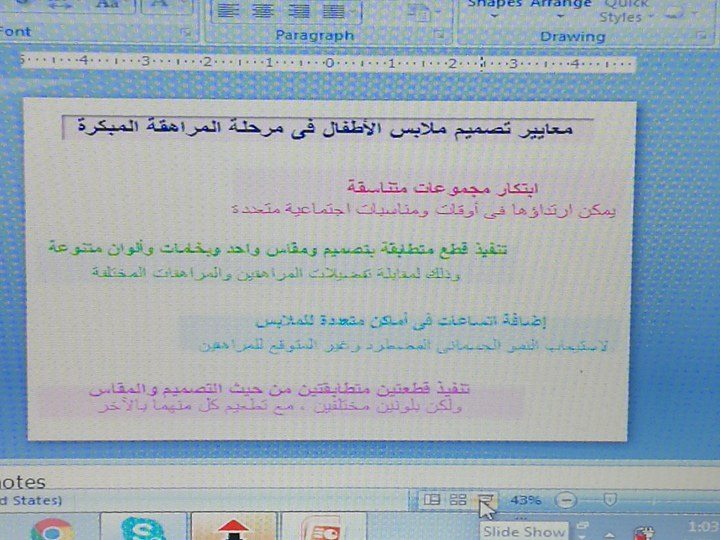 Shapes Arrange Quick
Styles
Font
Paragraph
Drawing
معايير تصميم ملابس الأطفال فى مرحلة المراهقة المبكرة
ابتكار مجموعات متناسقة
يمكن ارتداؤها فى أوقات ومناسبات اجتماعية متعددة
تنفيذ قطع متطابقة بتصميم ومقاس واحد وبخامات وألوان متنوعة
وذلك لمقابلة تفضيلات المراهقين والمراهقات المختلفة
إضافة اتساعات فى أماكن متعددة للملابس
لاستيعاب النمو الجسمانى المضطرد وغير المتوقع للمراهقين
تنفيذ قطعتين متطابقتين من حيث التصميم والمقاس
ولكن بلونين مختلفين ، مع تطعيم كل منهما بالآخر
notes
d States)
43%
Slide Show
1:03